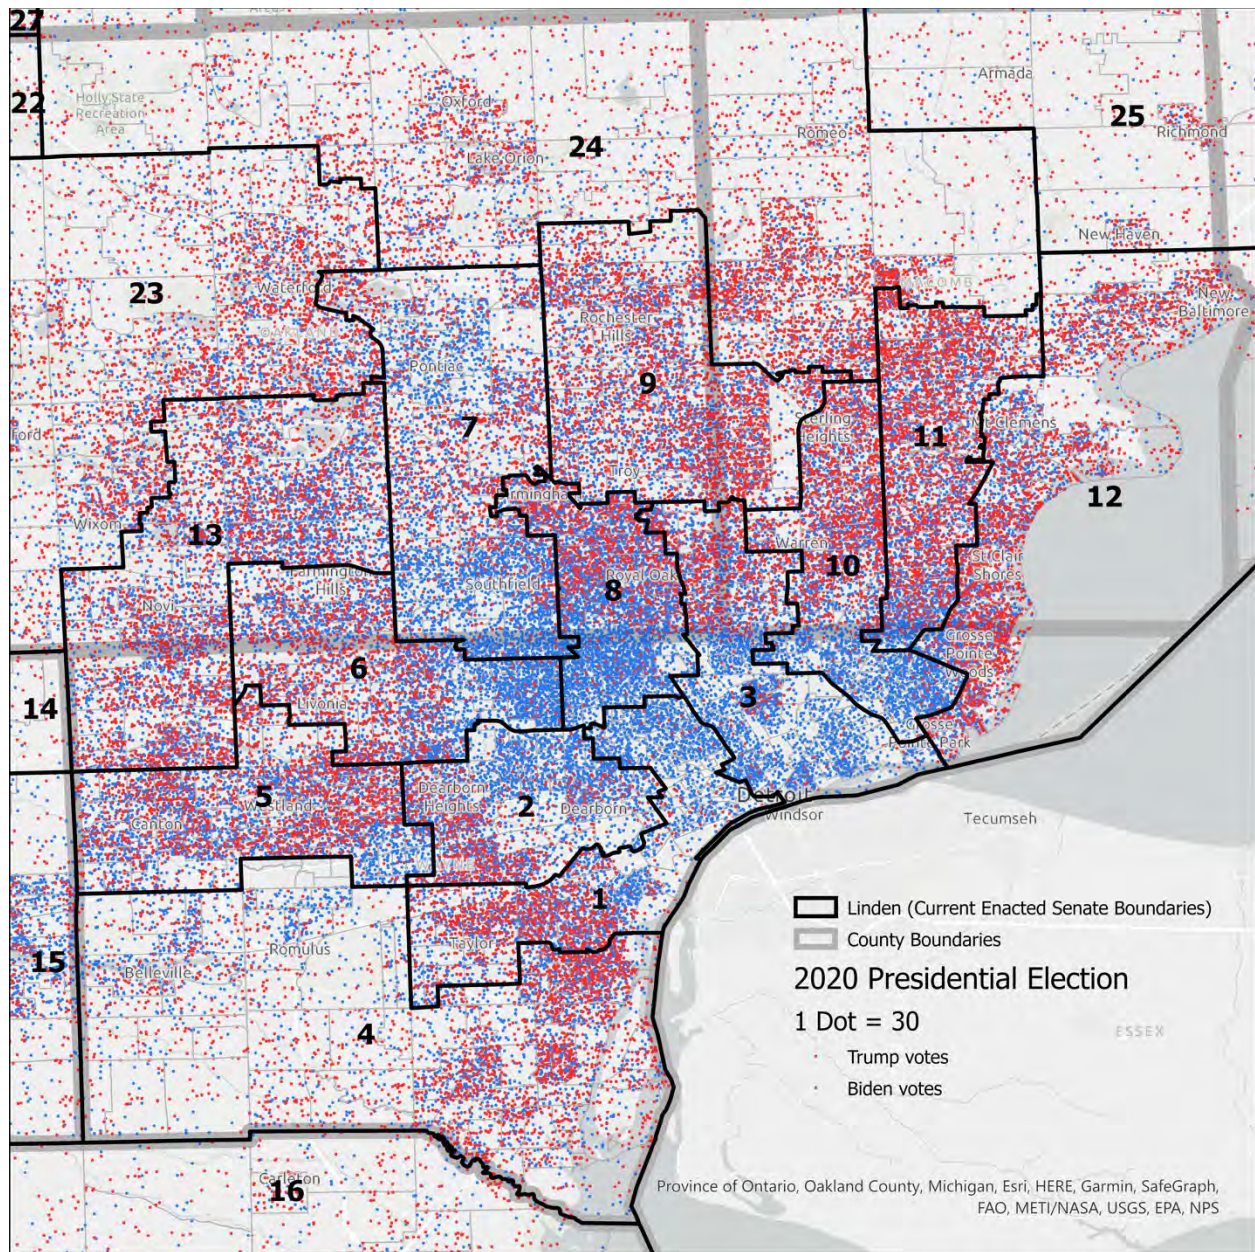 27
Areas
Armada
22
Holly State
Recreation
Area
Oxford
25
Romeo
Richmond
24
Lake Orion
New Haven
23
Waterford
MACOMB
New
Baltimore
OAKLAND
Rochester
Hills
Pontiac
9
7
Sterling
Heights
11
Mt Clemens
Troy
12
Wixom
13
Warren
10
St Clair
Shores
Farmington
Hills
Southfield
Royal Oak
8
Novi
Grosse
Pointe
Woods
6
14
Livonia
3
Grosse
Pointe Park
5
Westland
Dearborn
Heights
2
Dearborn
Detroit
Windsor
Tecumseh
Canton
1
Taylor
15
Romulus
Belleville
4
Linden (Current Enacted Senate Boundaries)
County Boundaries
2020 Presidential Election
1 Dot = 30
ESSEX
Trump votes
Biden votes
Carleton
16
Province of Ontario, Oakland County, Michigan, Esri, HERE, Garmin, SafeGraph,
FAO, METI/NASA, USGS, EPA, NPS